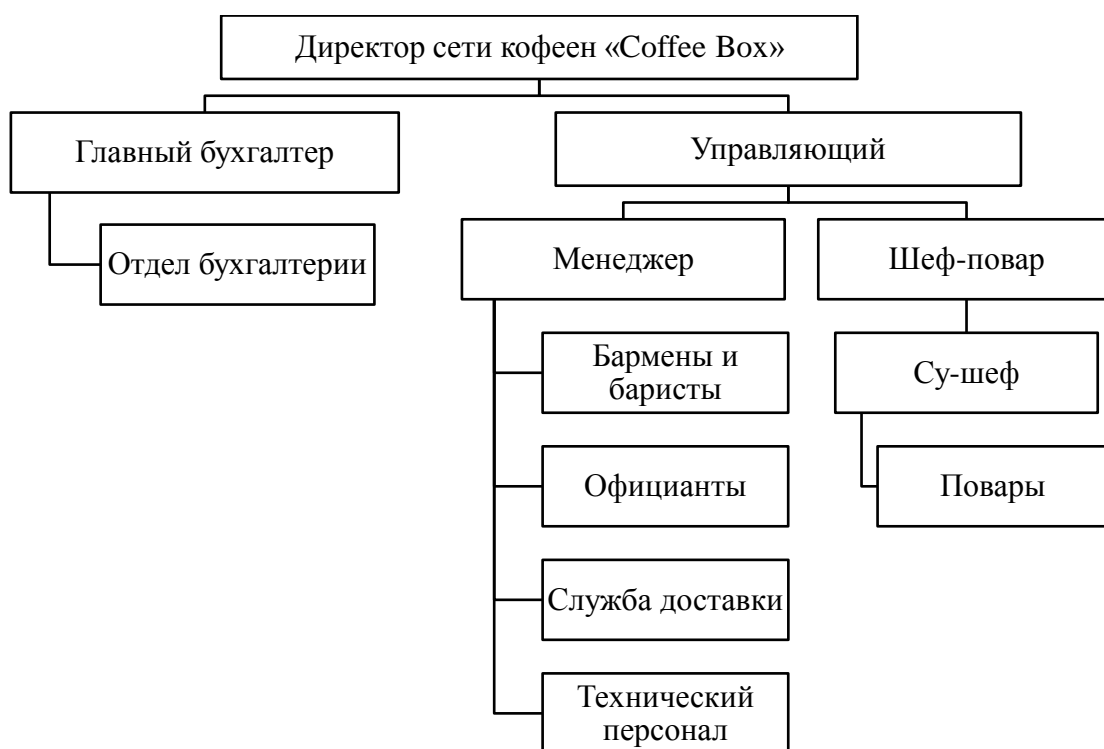 Директор сети кофеен «Coffee Box»
Главный бухгалтер
Управляющий
Отдел бухгалтерии
Менеджер
Шеф-повар
Бармены и
баристы
Су-шеф
Официанты
Повары
Служба доставки
Технический
персонал